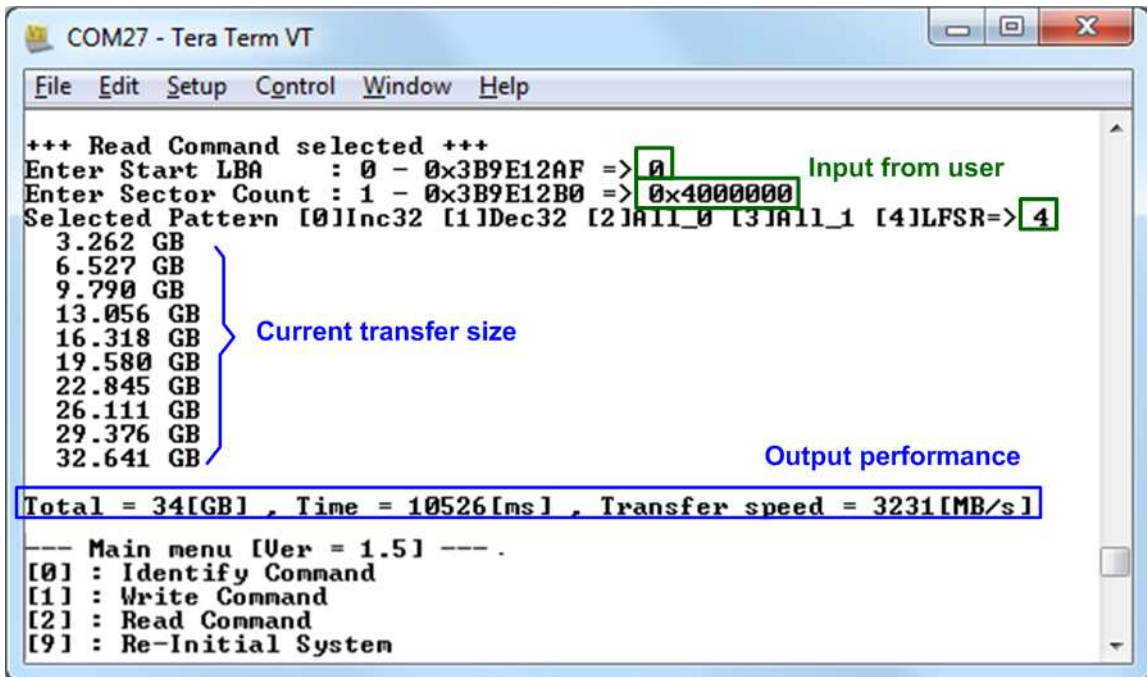 COM27 - Tera Term VT
File Edit Setup Control Window Help
+++ Read Command selected +++
Enter Start LBA : 0 - 0x3B9E12AF => 0 Input from user
Enter Sector Count : 1 - 0x3B9E12B0 => 0x4000000
Selected Pattern [0]Inc32 [1]Dec32 [2]All_0 [3]All_1 [4]LFSR=> 4
3.262 GB
6.527 GB
9.790 GB
13.056 GB
16.318 GB Current transfer size
19.580 GB
22.845 GB
26.111 GB
29.376 GB
32.641 GB Output performance
Total = 34[GB] , Time = 10526[ms] , Transfer speed = 3231[MB/s]
--- Main menu [Ver = 1.5] ---.
[0] : Identify Command
[1] : Write Command
[2] : Read Command
[9] : Re-Initial System